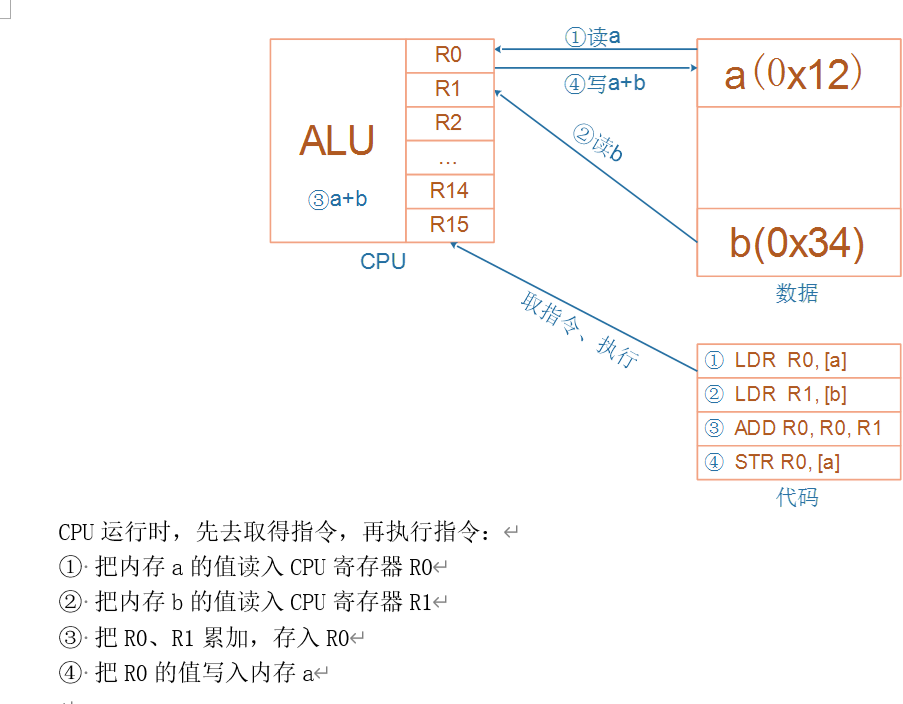 ①读a
④写a+b
②读b
ALU
③a+b
R0
R1
R2
...
R14
R15
CPU
a(0x12)
b(0x34)
数据
取指令、执行
① LDR R0, [a]
② LDR R1, [b]
③ ADD R0, R0, R1
④ STR R0, [a]
代码
CPU 运行时，先去取得指令，再执行指令：↵
①· 把内存 a 的值读入 CPU 寄存器 R0↵
②· 把内存 b 的值读入 CPU 寄存器 R1↵
③· 把 R0、R1 累加，存入 R0↵
④· 把 R0 的值写入内存 a↵